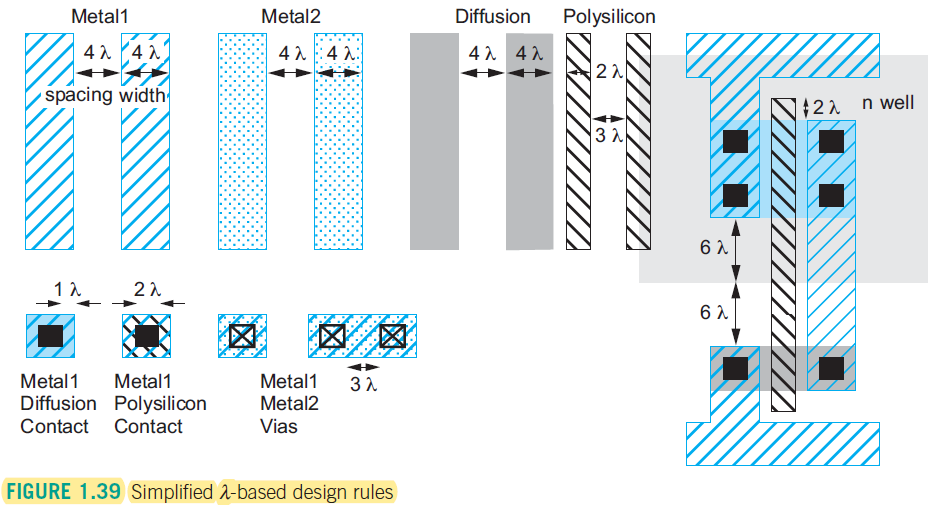 Metal1 Metal2 Diffusion Polysilicon
4 λ 4 λ 4 λ 4 λ 4 λ 4 λ 2 λ
spacing width
3 λ
2 λ n well
6 λ
6 λ
1 λ 2 λ
3 λ
Metal1
Diffusion
Contact
Metal1
Polysilicon
Contact
Metal1
Metal2
Vias
FIGURE 1.39 Simplified λ-based design rules